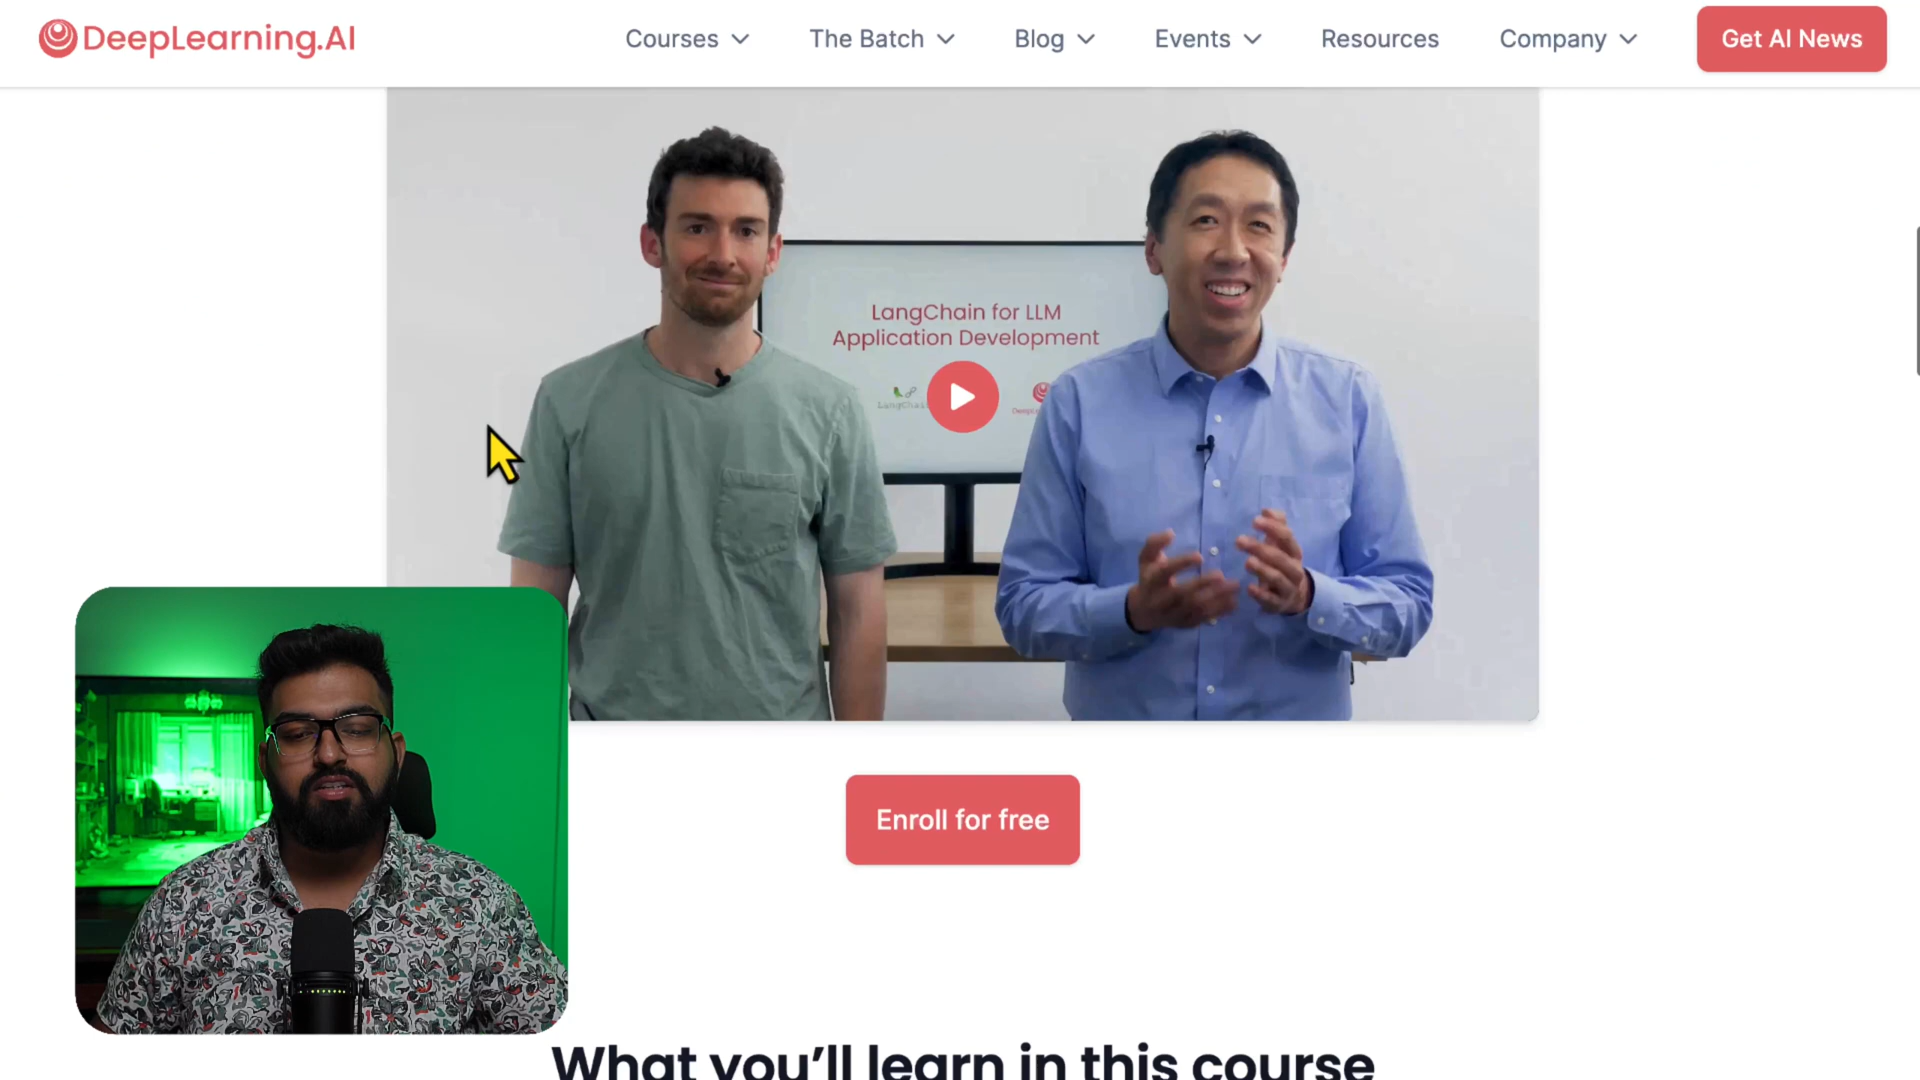 DeepLearning.AI
Courses
The Batch
Blog
Events
Resources
Company
Get AI News
LangChain for LLM
Application Development
Enroll for free
What you'll learn in this course